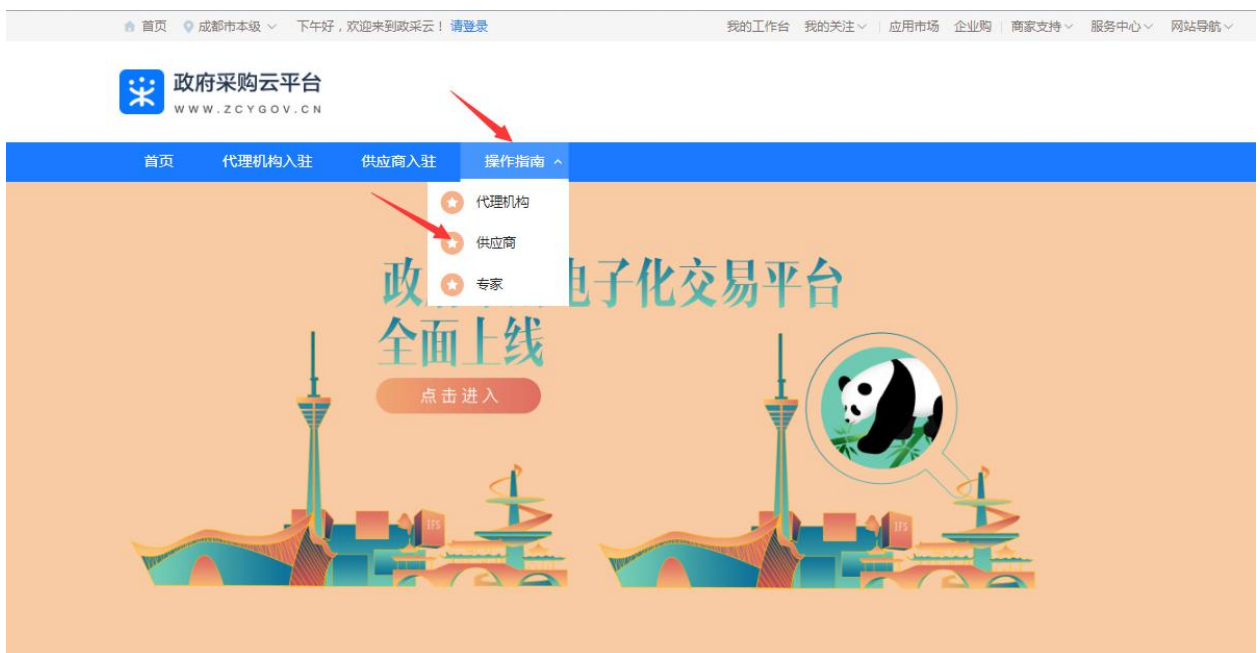 首页 成都市本级 下午好，欢迎来到政采云！请登录 我的工作台 我的关注 应用市场 企业购 商家支持 服务中心 网站导航
政府采购云平台
WWW.ZCYGOV.CN
首页 代理机构入驻 供应商入驻 操作指南
代理机构
供应商
专家
政 电子化交易平台
全面上线
点击进入
IFS IFS